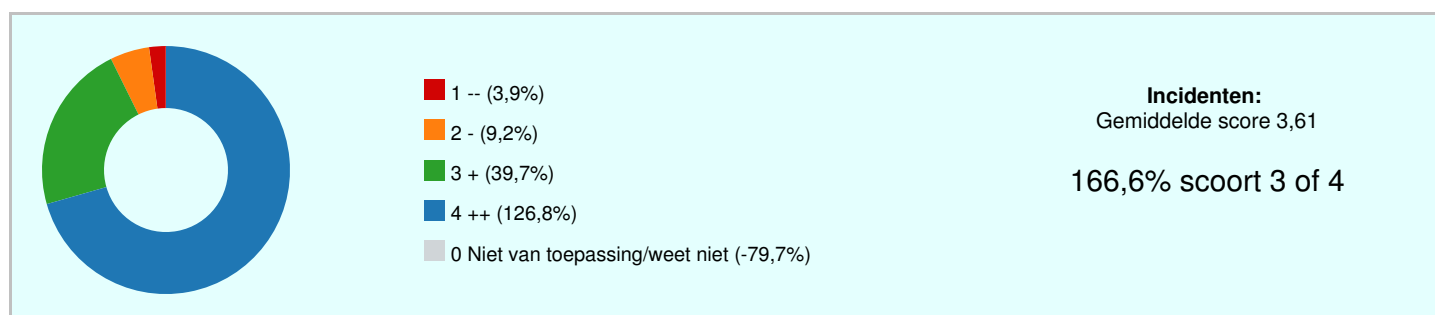 1 -- (3,9%)
2 - (9,2%)
3 + (39,7%)
4 ++ (126,8%)
0 Niet van toepassing/weet niet (-79,7%)
Incidenten:
Gemiddelde score 3,61
166,6% scoort 3 of 4